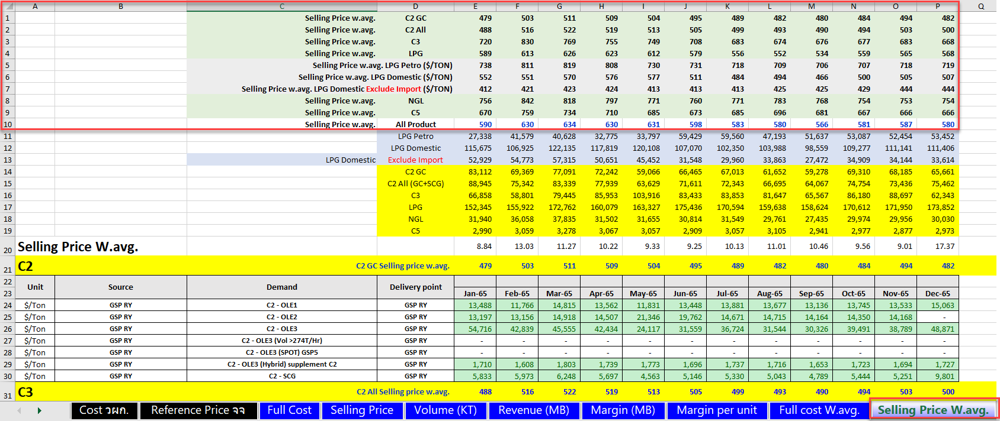 A B C D E F G H I J K L M N O P Q
1 Selling Price w.avg. C2 GC 479 503 511 509 504 495 489 482 480 484 494 482
2 Selling Price w.avg. C2 All 488 516 522 519 513 505 499 493 490 494 503 500
3 Selling Price w.avg. C3 720 830 769 755 749 708 683 674 676 677 683 668
4 Selling Price w.avg. LPG 589 613 626 623 612 579 556 552 534 559 565 568
5 Selling Price w.avg. LPG Petro ($/TON) 738 811 819 808 730 731 718 709 706 707 718 719
6 Selling Price w.avg. LPG Domestic ($/TON) 552 551 570 576 577 511 484 494 466 500 505 507
7 Selling Price w.avg. LPG Domestic Exclude Import ($/TON) 412 421 423 424 413 413 413 425 425 429 444 444
8 Selling Price w.avg. NGL 756 842 818 797 771 760 771 783 768 754 753 754
9 Selling Price w.avg. C5 670 759 734 710 685 673 685 696 681 667 666 666
10 Selling Price w.avg. All Product 590 630 634 630 631 598 583 580 566 581 587 580
11 LPG Petro 27,338 41,579 40,628 32,775 33,797 59,429 59,560 47,193 51,637 53,087 52,454 53,452
12 LPG Domestic 115,675 106,925 122,135 117,819 120,108 107,070 102,350 103,988 98,559 109,277 111,141 111,406
13 LPG Domestic Exclude Import 52,929 54,773 57,315 50,651 45,452 31,548 29,960 33,863 27,472 34,909 34,144 33,614
14 C2 GC 83,112 69,369 77,091 72,242 59,066 66,465 67,013 61,652 59,278 69,310 68,185 65,661
15 C2 All (GC+SCG) 88,945 75,342 83,339 77,939 63,629 71,611 72,343 66,695 64,067 74,754 73,436 75,462
16 C3 66,858 58,801 79,445 85,953 103,916 83,433 83,853 81,647 65,567 86,180 88,697 62,343
17 LPG 152,345 155,922 172,762 160,079 163,327 175,436 170,594 159,638 158,624 170,612 171,950 173,852
18 NGL 31,940 36,058 37,835 31,502 31,655 30,814 31,549 29,761 27,435 29,974 29,956 30,030
19 C5 2,990 3,059 3,278 3,067 3,057 2,909 3,057 3,105 2,941 2,977 2,877 2,973
20 Selling Price W.avg. 8.84 13.03 11.27 10.22 9.33 9.25 10.13 11.01 10.46 9.56 9.01 17.37
21 C2 C2 GC Selling price w.avg. 479 503 511 509 504 495 489 482 480 484 494 482
22 Unit Source Demand Delivery point
23 Jan-65 Feb-65 Mar-65 Apr-65 May-65 Jun-65 Jul-65 Aug-65 Sep-65 Oct-65 Nov-65 Dec-65
24 $/Ton GSP RY C2 - OLE1 GSP RY 13,488 11,766 14,815 13,562 11,831 13,448 13,881 13,677 13,136 13,745 13,533 15,063
25 $/Ton GSP RY C2 - OLE2 GSP RY 13,197 13,156 14,918 14,507 21,346 19,762 14,671 14,715 14,164 14,350 14,168 -
26 $/Ton GSP RY C2 - OLE3 GSP RY 54,716 42,839 45,555 42,434 24,117 31,559 36,724 31,544 30,326 39,491 38,789 48,871
27 $/Ton GSP RY C2 - OLE3 (Vol >274T/Hr) GSP RY - - - - - - - - - - - -
28 $/Ton GSP RY C2 - OLE3 (SPOT) GSP5 GSP RY - - - - - - - - - - - -
29 $/Ton GSP RY C2 - OLE3 (Hybrid) supplement C2 GSP RY 1,710 1,608 1,803 1,739 1,773 1,696 1,737 1,716 1,653 1,723 1,694 1,727
30 $/Ton GSP RY C2 - SCG GSP RY 5,833 5,973 6,248 5,697 4,563 5,146 5,330 5,043 4,789 5,444 5,251 9,801
31 C3 C2 All Selling price w.avg. 488 516 522 519 513 505 499 493 490 494 503 500
Cost วผก. Reference Price จจ Full Cost Selling Price Volume (KT) Revenue (MB) Margin (MB) Margin per unit Full cost W.avg. Selling Price W.avg.